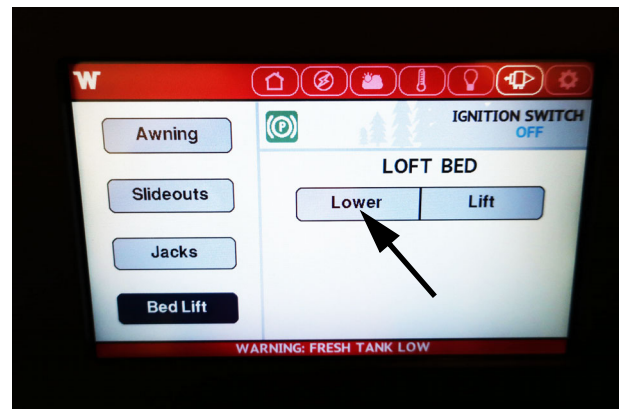 W
IGNITION SWITCH
OFF
(P)
Awning
Slideouts
Jacks
Bed Lift
LOFT BED
Lower
Lift
WARNING: FRESH TANK LOW